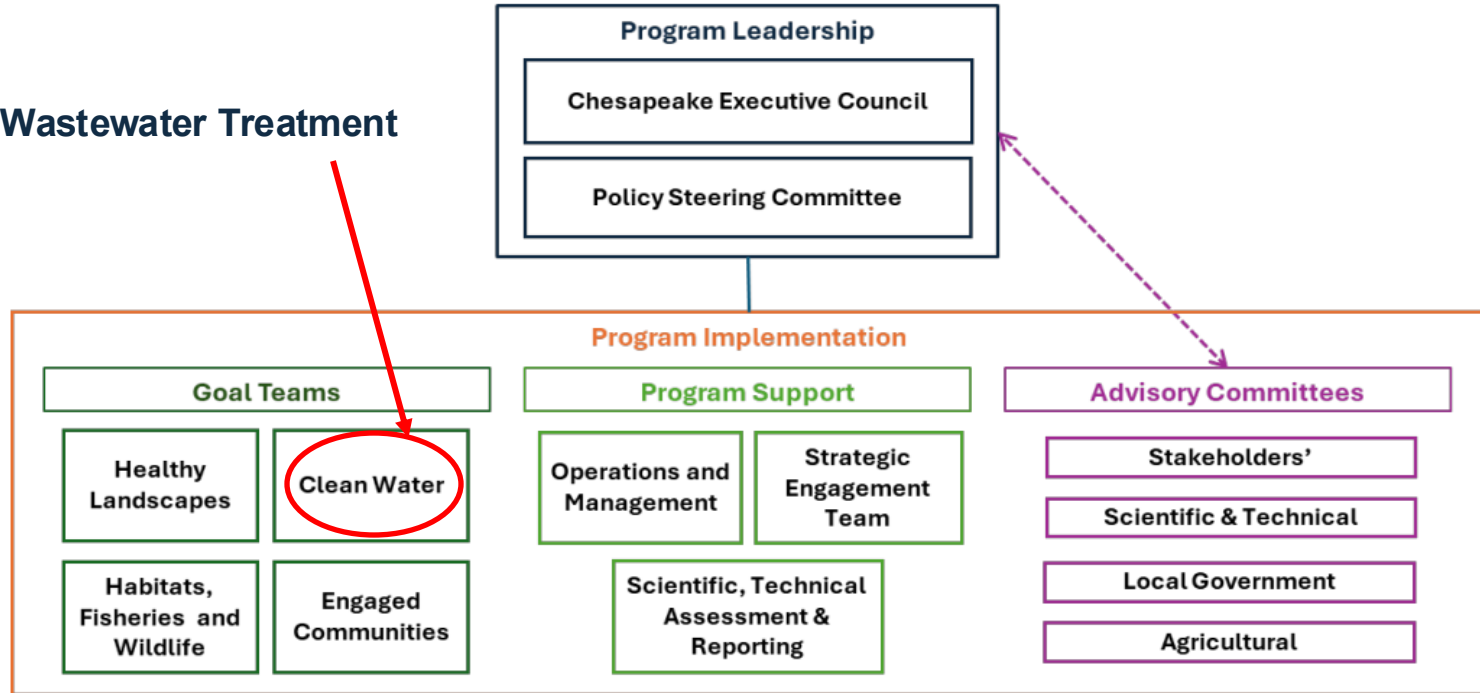 Program Leadership
Chesapeake Executive Council
Policy Steering Committee
Wastewater Treatment
Program Implementation
Goal Teams
Healthy
Landscapes
Clean Water
Habitats,
Fisheries and
Wildlife
Engaged
Communities
Program Support
Operations and
Management
Strategic
Engagement
Team
Scientific, Technical
Assessment &
Reporting
Advisory Committees
Stakeholders’
Scientific & Technical
Local Government
Agricultural